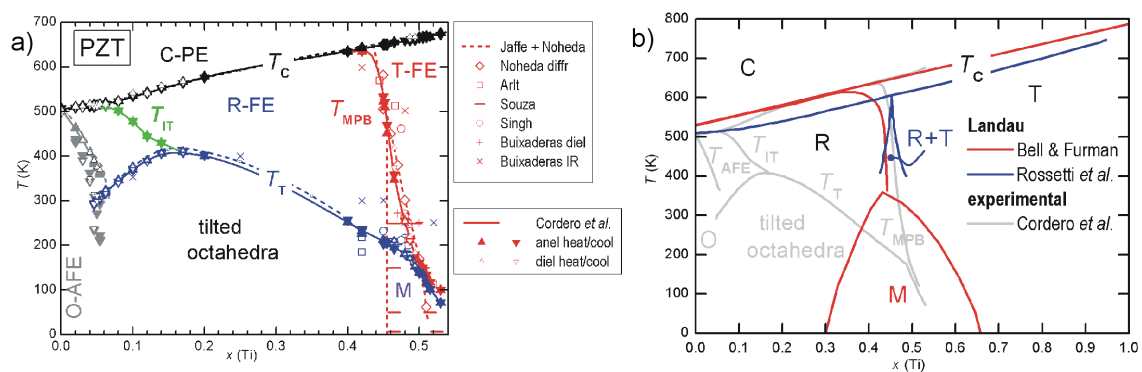 a)
PZT
C-PE
T_C
T-FE
R-FE
T_IT
T_MPB
T_T
tilted
octahedra
O-AFE
M
T (K)
700
600
500
400
300
200
100
0
0.0 0.1 0.2 0.3 0.4 0.5
x (Ti)
Jaffe + Noheda
Noheda diffr
Arlt
Souza
Singh
Buixaderas diel
Buixaderas IR
Cordero et al.
anel heat/cool
diel heat/cool
b)
C
T_C
T
R
R+T
T_AFE
T_IT
T_T
O
tilted
octahedra
T_MPB
M
Landau
Bell & Furman
Rossetti et al.
experimental
Cordero et al.
T (K)
800
700
600
500
400
300
200
100
0
0.0 0.1 0.2 0.3 0.4 0.5 0.6 0.7 0.8 0.9 1.0
x (Ti)